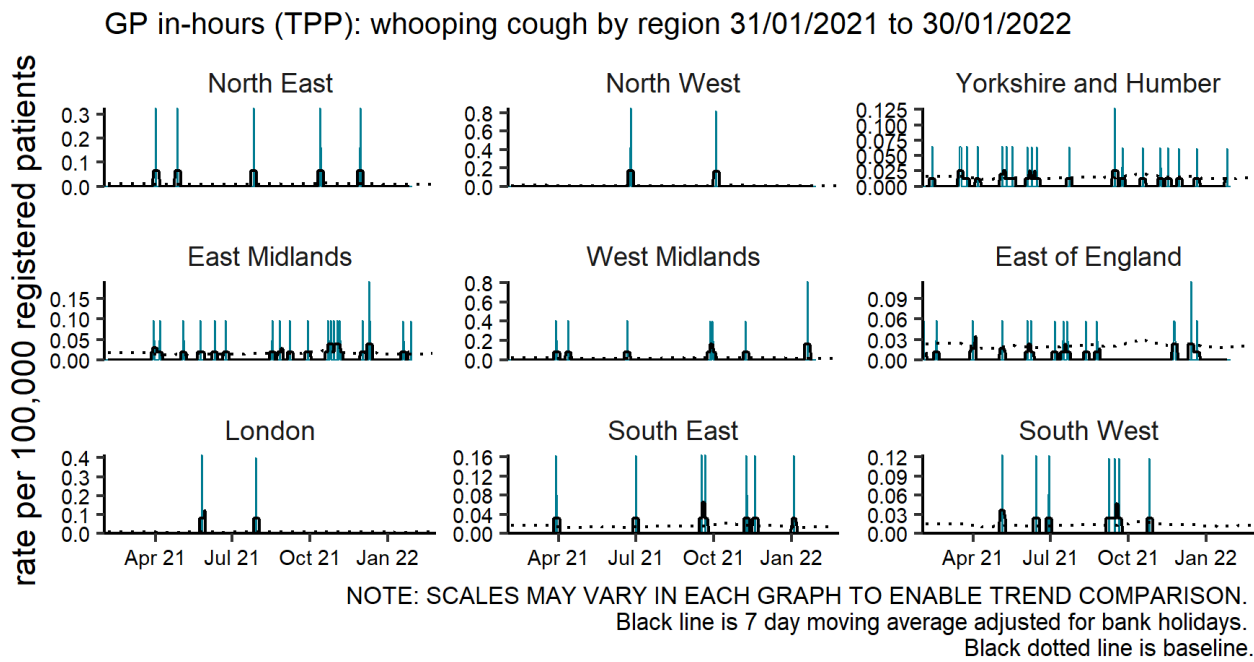 GP in-hours (TPP): whooping cough by region 31/01/2021 to 30/01/2022
rate per 100,000 registered patients
North East
0.3
0.2
0.1
0.0
North West
0.8
0.6
0.4
0.2
0.0
Yorkshire and Humber
0.125
0.100
0.075
0.050
0.025
0.000
East Midlands
0.15
0.10
0.05
0.00
West Midlands
0.8
0.6
0.4
0.2
0.0
East of England
0.09
0.06
0.03
0.00
London
0.4
0.3
0.2
0.1
0.0
Apr 21 Jul 21 Oct 21 Jan 22
South East
0.16
0.12
0.08
0.04
0.00
Apr 21 Jul 21 Oct 21 Jan 22
South West
0.12
0.09
0.06
0.03
0.00
Apr 21 Jul 21 Oct 21 Jan 22
NOTE: SCALES MAY VARY IN EACH GRAPH TO ENABLE TREND COMPARISON.
Black line is 7 day moving average adjusted for bank holidays.
Black dotted line is baseline.